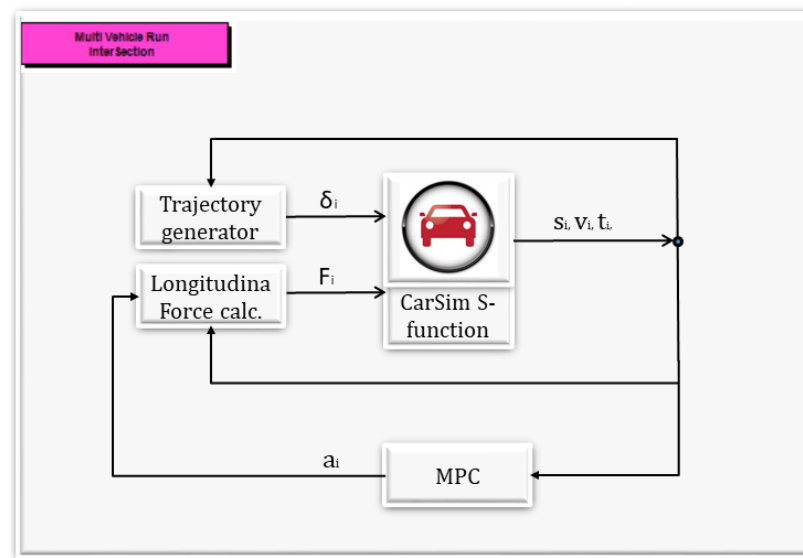 Multi Vehicle Run
InterSection
δi
si, vi, ti,
Trajectory
generator
Fi
Longitudina
Force calc.
CarSim S-
function
ai
MPC